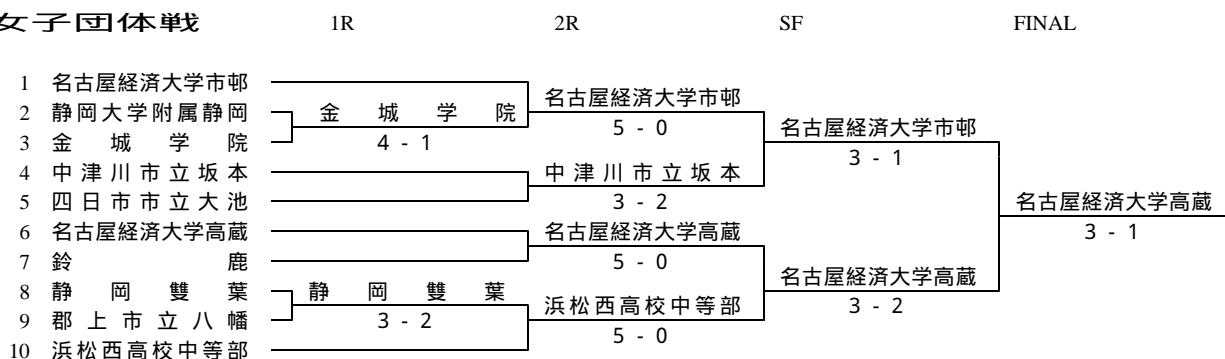 女子団体戦 1R 2R SF FINAL
1 名古屋経済大学市邨
名古屋経済大学市邨
2 静岡大学附属静岡 金城学院
5 - 0 名古屋経済大学市邨
3 金城学院 4 - 1
3 - 1
4 中津川市立坂本 中津川市立坂本
5 四日市市立大池 3 - 2 名古屋経済大学高蔵
6 名古屋経済大学高蔵 名古屋経済大学高蔵 3 - 1
7 鈴鹿 5 - 0
名古屋経済大学高蔵
8 静岡雙葉 静岡雙葉
浜松西高校中等部 3 - 2
9 郡上市立八幡 3 - 2
5 - 0
10 浜松西高校中等部